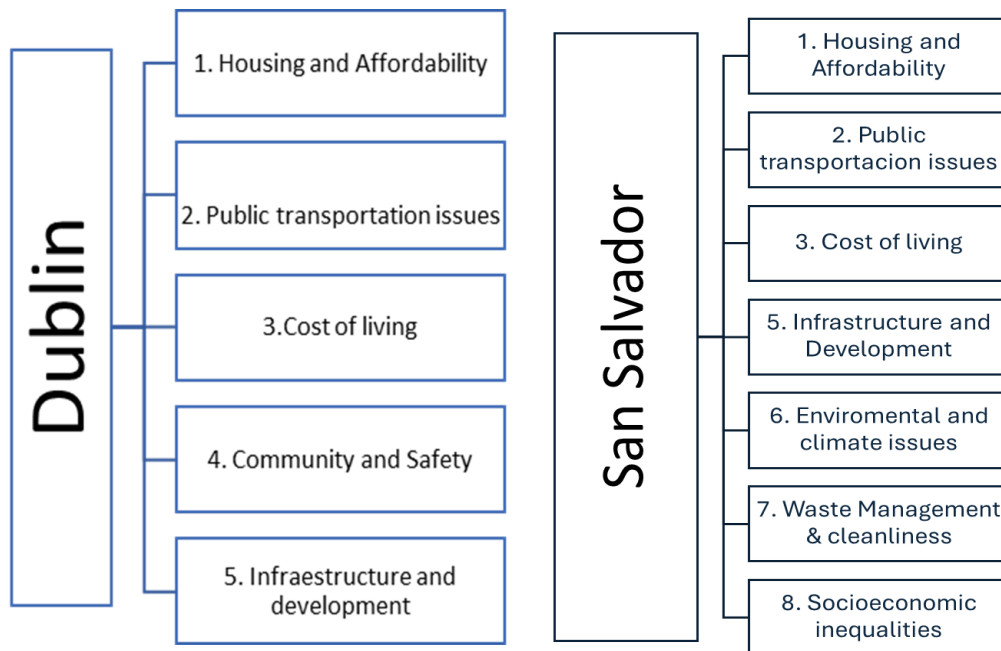 Dublin
1. Housing and Affordability
2. Public transportation issues
3.Cost of living
4. Community and Safety
5. Infraestructure and
development
San Salvador
1. Housing and
Affordability
2. Public
transportacion issues
3. Cost of living
5. Infrastructure and
Development
6. Enviromental and
climate issues
7. Waste Management
& cleanliness
8. Socioeconomic
inequalities